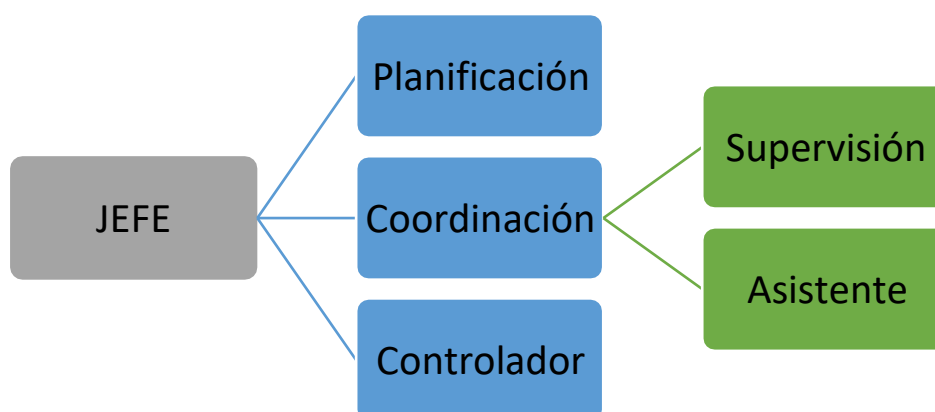 JEFE
Planificación
Coordinación
Controlador
Supervisión
Asistente